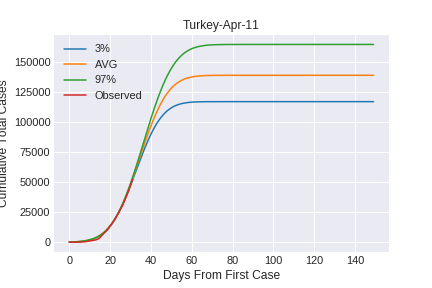 Turkey-Apr-11
3%
AVG
97%
Observed
150000
125000
100000
75000
50000
25000
0
Cumulative Total Cases
0 20 40 60 80 100 120 140
Days From First Case